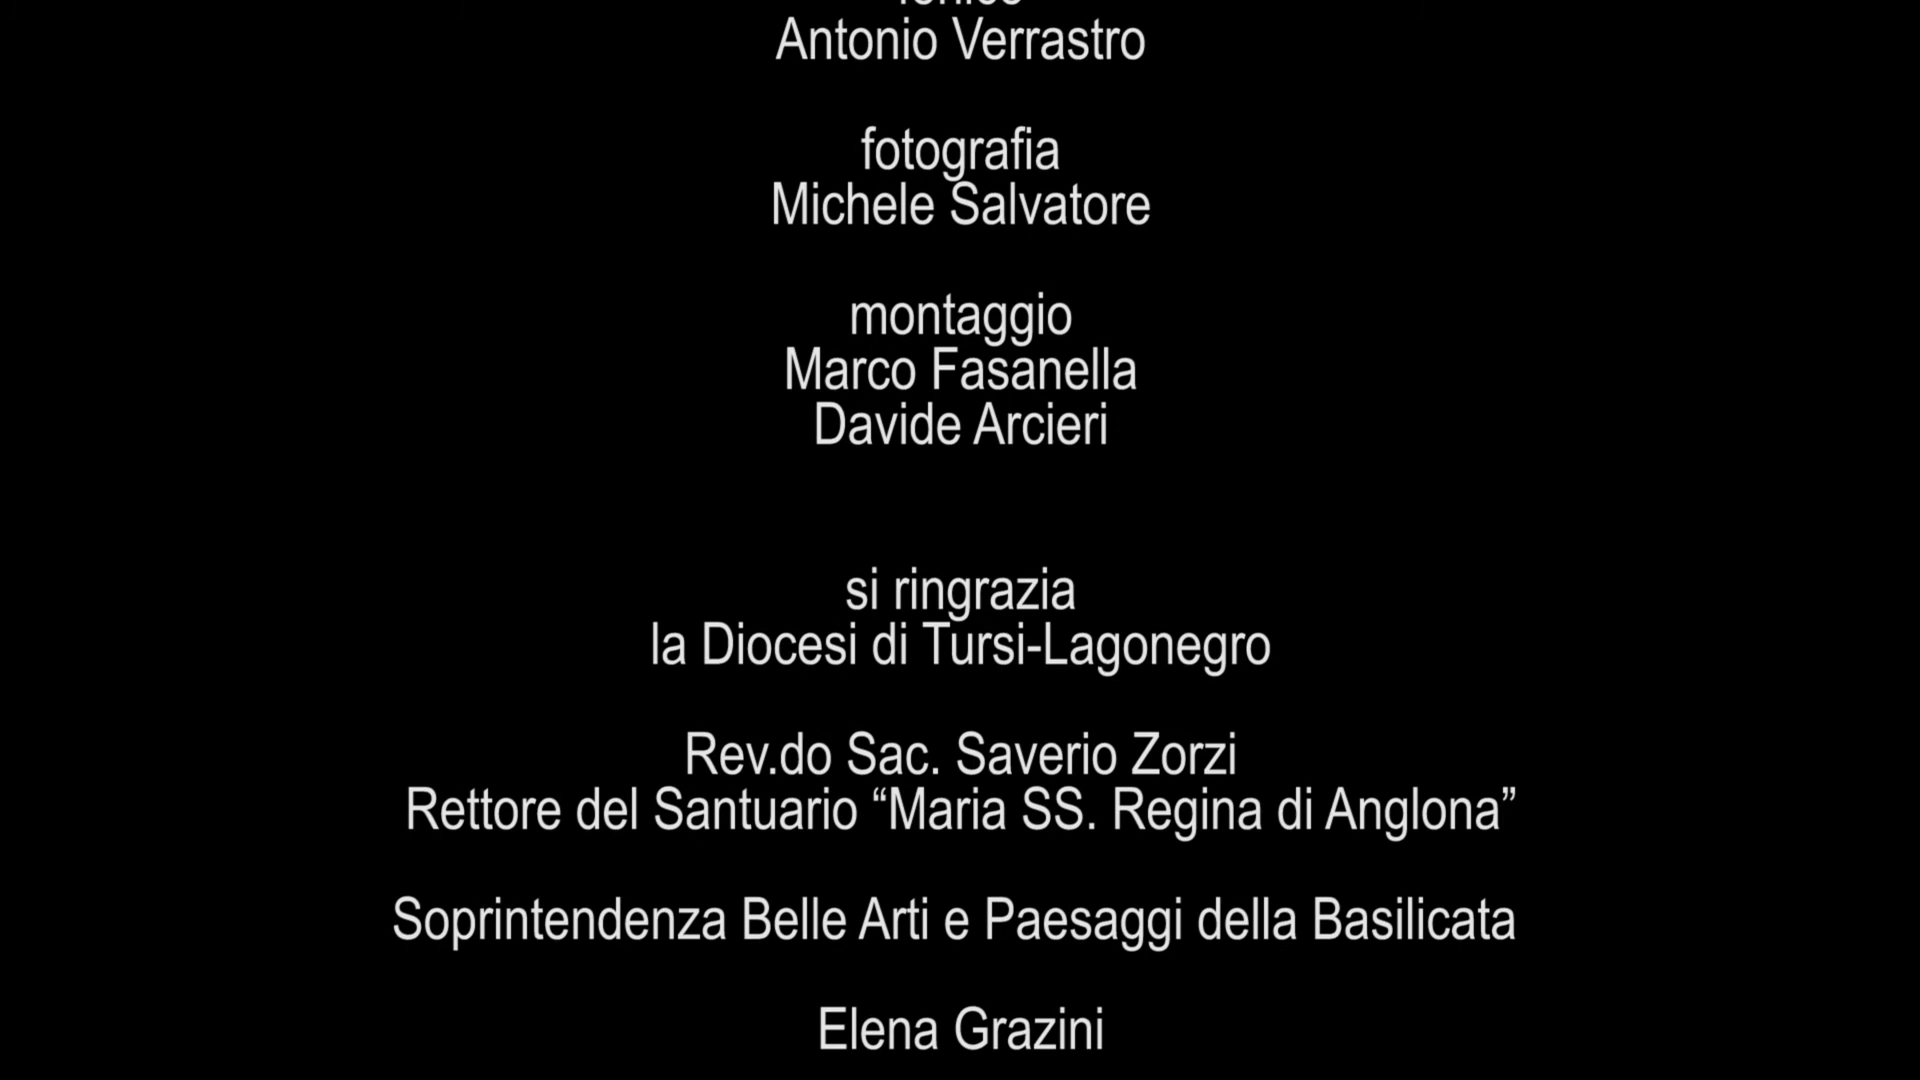 Antonio Verrastro
fotografia
Michele Salvatore
montaggio
Marco Fasanella
Davide Arcieri
si ringrazia
la Diocesi di Tursi-Lagonegro
Rev.do Sac. Saverio Zorzi
Rettore del Santuario “Maria SS. Regina di Anglona”
Soprintendenza Belle Arti e Paesaggi della Basilicata
Elena Grazini